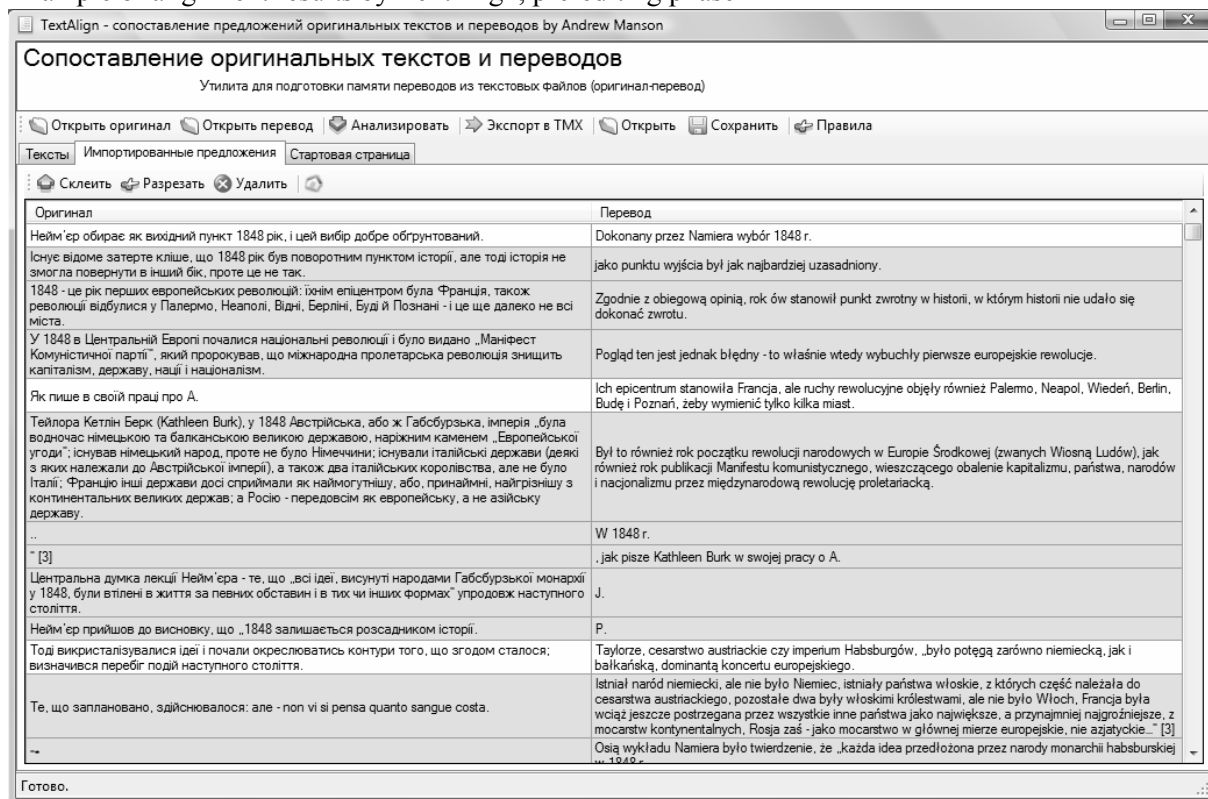 TextAlign - сопоставление предложений оригинальных текстов и переводов by Andrew Manson
Сопоставление оригинальных текстов и переводов
Утилита для подготовки памяти переводов из текстовых файлов (оригинал-перевод)
Открыть оригинал Открыть перевод Анализировать Экспорт в TMX Открыть Сохранить Правила
Тексты Импортированные предложения Стартовая страница
Склеить Разрезать Удалить
Оригинал Перевод
Нейм'єр обирає як вихідний пункт 1848 рік, і цей вибір добре обґрунтований.
Dokonany przez Namiera wybór 1848 r.
Існує відоме затерте кліше, що 1848 рік був поворотним пунктом історії, але тоді історія не
змогла повернути в інший бік, проте це не так.
jako punktu wyjścia był jak najbardziej uzasadniony.
1848 - це рік перших европейських революцій: їхнім епіцентром була Франція, також
революції відбулися у Палермо, Неаполі, Відні, Берліні, Буді й Познані - і це ще далеко не всі
міста.
Zgodnie z obiegową opinią, rok ów stanowił punkt zwrotny w historii, w którym historii nie udało się
dokonać zwrotu.
У 1848 в Центральній Европі почалися національні революції і було видано „Маніфест
Комуністичної партії", який пророкував, що міжнародна пролетарська революція знищить
капіталізм, державу, нації і націоналізм.
Pogląd ten jest jednak błędny - to właśnie wtedy wybuchły pierwsze europejskie rewolucje.
Як пише в своїй праці про А.
Ich epicentrum stanowiła Francja, ale ruchy rewolucyjne objęły również Palermo, Neapol, Wiedeń, Berlin,
Budę i Poznań, żeby wymienić tylko kilka miast.
Тейлора Кетлін Берк (Kathleen Burk), у 1848 Австрійська, або ж Габсбурзька, імперія „була
водночас німецькою та балканською великою державою, наріжним каменем „Европейської
угоди"; існував німецький народ, проте не було Німеччини; існували італійські держави (деякі
з яких належали до Австрійської імперії), а також два італійських королівства, але не було
Італії; Францію інші держави досі сприймали як наймогутнішу, або, принаймні, найгрізнішу з
континентальних великих держав; а Росію - передовсім як европейську, а не азійську
державу.
Był to również rok początku rewolucji narodowych w Europie Środkowej (zwanych Wiosną Ludów), jak
również rok publikacji Manifestu komunistycznego, wieszczącego obalenie kapitalizmu, państwa, narodów
i nacjonalizmu przez międzynarodową rewolucję proletariacką.
..
W 1848 r.
" [3]
, jak pisze Kathleen Burk w swojej pracy o A.
Центральна думка лекції Нейм'єра - те, що „всі ідеї, висунуті народами Габсбурзької монархії
у 1848, були втілені в життя за певних обставин і в тих чи інших формах" упродовж наступного
століття.
J.
Нейм'єр прийшов до висновку, що „1848 залишається розсадником історії.
P.
Тоді викристалізувалися ідеї і почали окреслюватись контури того, що згодом сталося;
визначився перебіг подій наступного століття.
Taylorze, cesarstwo austriackie czy imperium Habsburgów, „było potęgą zarówno niemiecką, jak i
bałkańską, dominantą koncertu europejskiego.
Те, що заплановано, здійснювалося: але - non vi si pensa quanto sangue costa.
Istniał naród niemiecki, ale nie było Niemiec, istniały państwa włoskie, z których część należała do
cesarstwa austriackiego, pozostałe dwa były włoskimi królestwami, ale nie było Włoch, Francja była
wciąż jeszcze postrzegana przez wszystkie inne państwa jako największe, a przynajmniej najgroźniejsze, z
mocarstw kontynentalnych, Rosja zaś - jako mocarstwo w głównej mierze europejskie, nie azjatyckie..." [3]
Osią wykładu Namiera było twierdzenie, że „każda idea przedłożona przez narody monarchii habsburskiej
w 1848 r.
Готово.